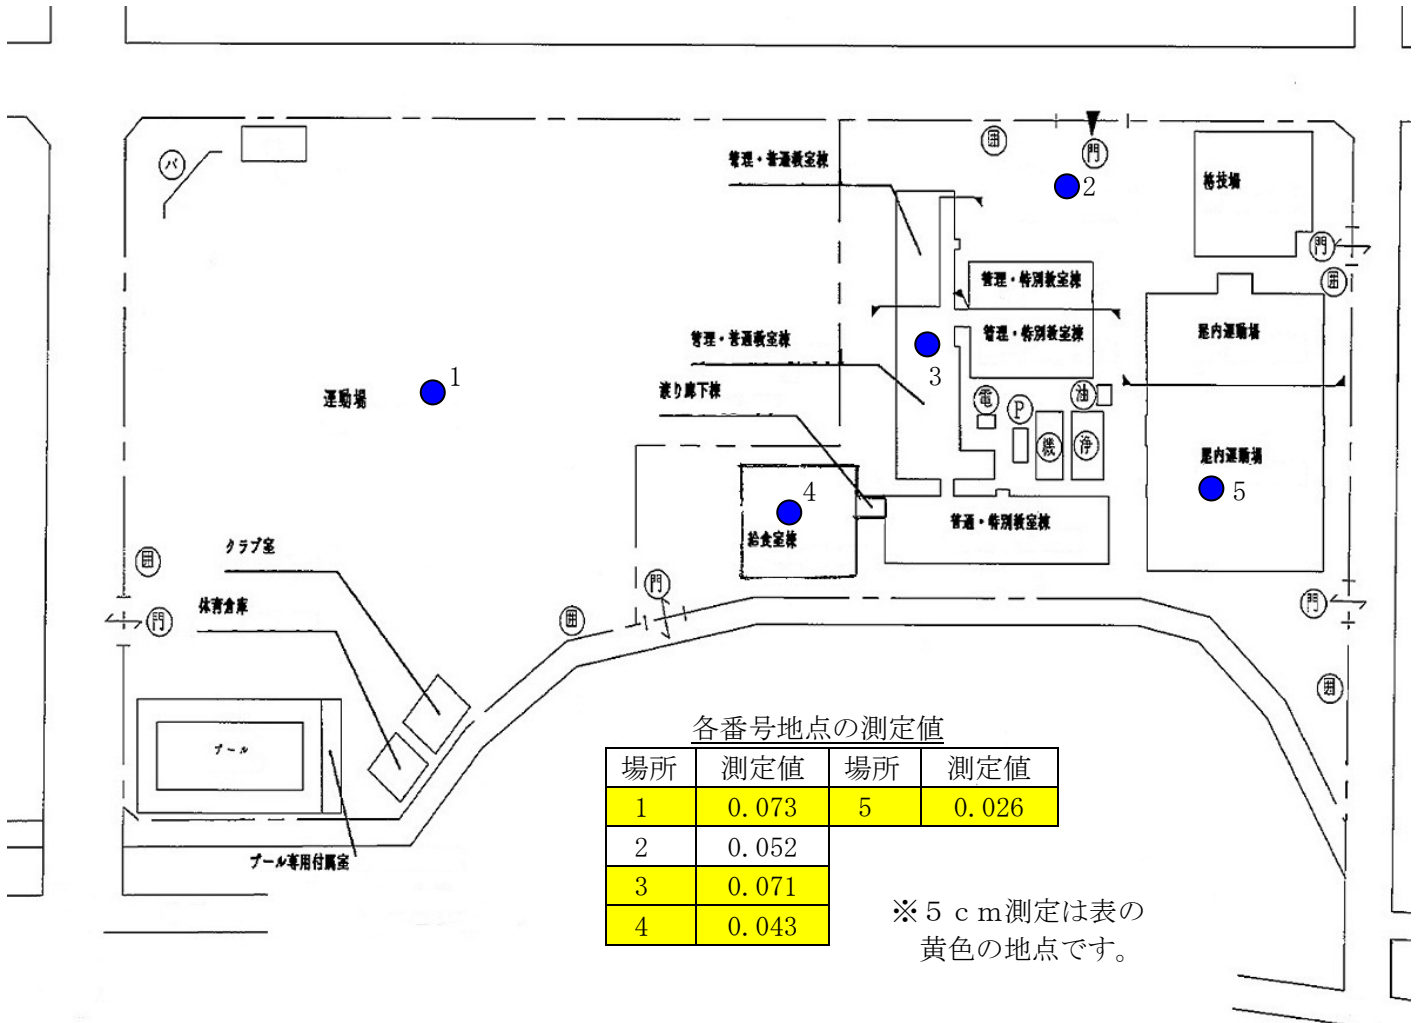 バ
管理・普通教室棟
囲
門
2
格技場
門
囲
管理・特別教室棟
管理・特別教室棟
屋内運動場
管理・普通教室棟
3
渡り廊下棟
運動場
1
電
P
油
機
浄
屋内運動場
5
4
給食室棟
普通・特別教室棟
クラブ室
囲
体育倉庫
門
囲
門
門
囲
プール
プール専用付属室
各番号地点の測定値
場所 測定値 場所 測定値
1 0.073 5 0.026
2 0.052
3 0.071
4 0.043
※5cm測定は表の
黄色の地点です。